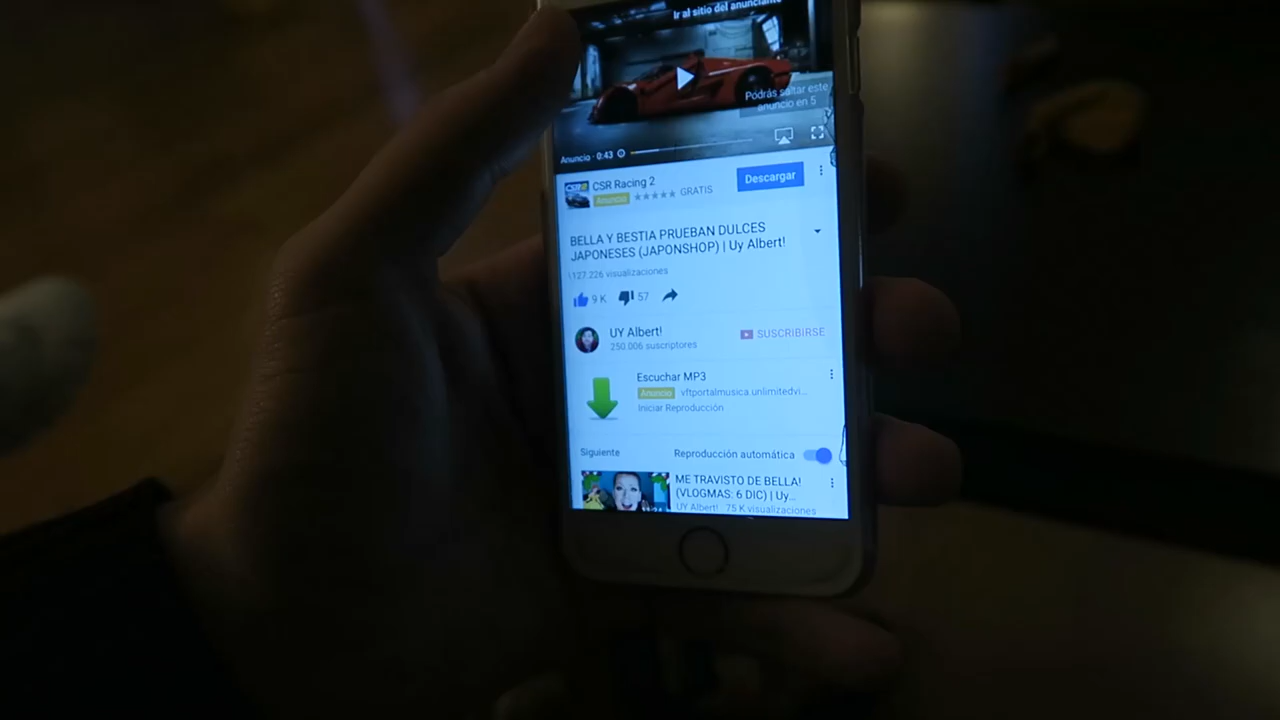 Ir al sitio del anunciante
Podrás saltar este
anuncio en 5
Anuncio · 0:43
CSR Racing 2
Anuncio
GRATIS
Descargar
BELLA Y BESTIA PRUEBAN DULCES
JAPONESES (JAPONSHOP) | Uy Albert!
127.226 visualizaciones
9 K
57
UY Albert!
250.006 suscriptores
SUSCRIBIRSE
Escuchar MP3
Anuncio vftportalmusica.unlimitedvi...
Iniciar Reproducción
Siguiente
Reproducción automática
ME TRAVISTO DE BELLA!
(VLOGMAS: 6 DIC) | Uy...
UY Albert! 75 K visualizaciones